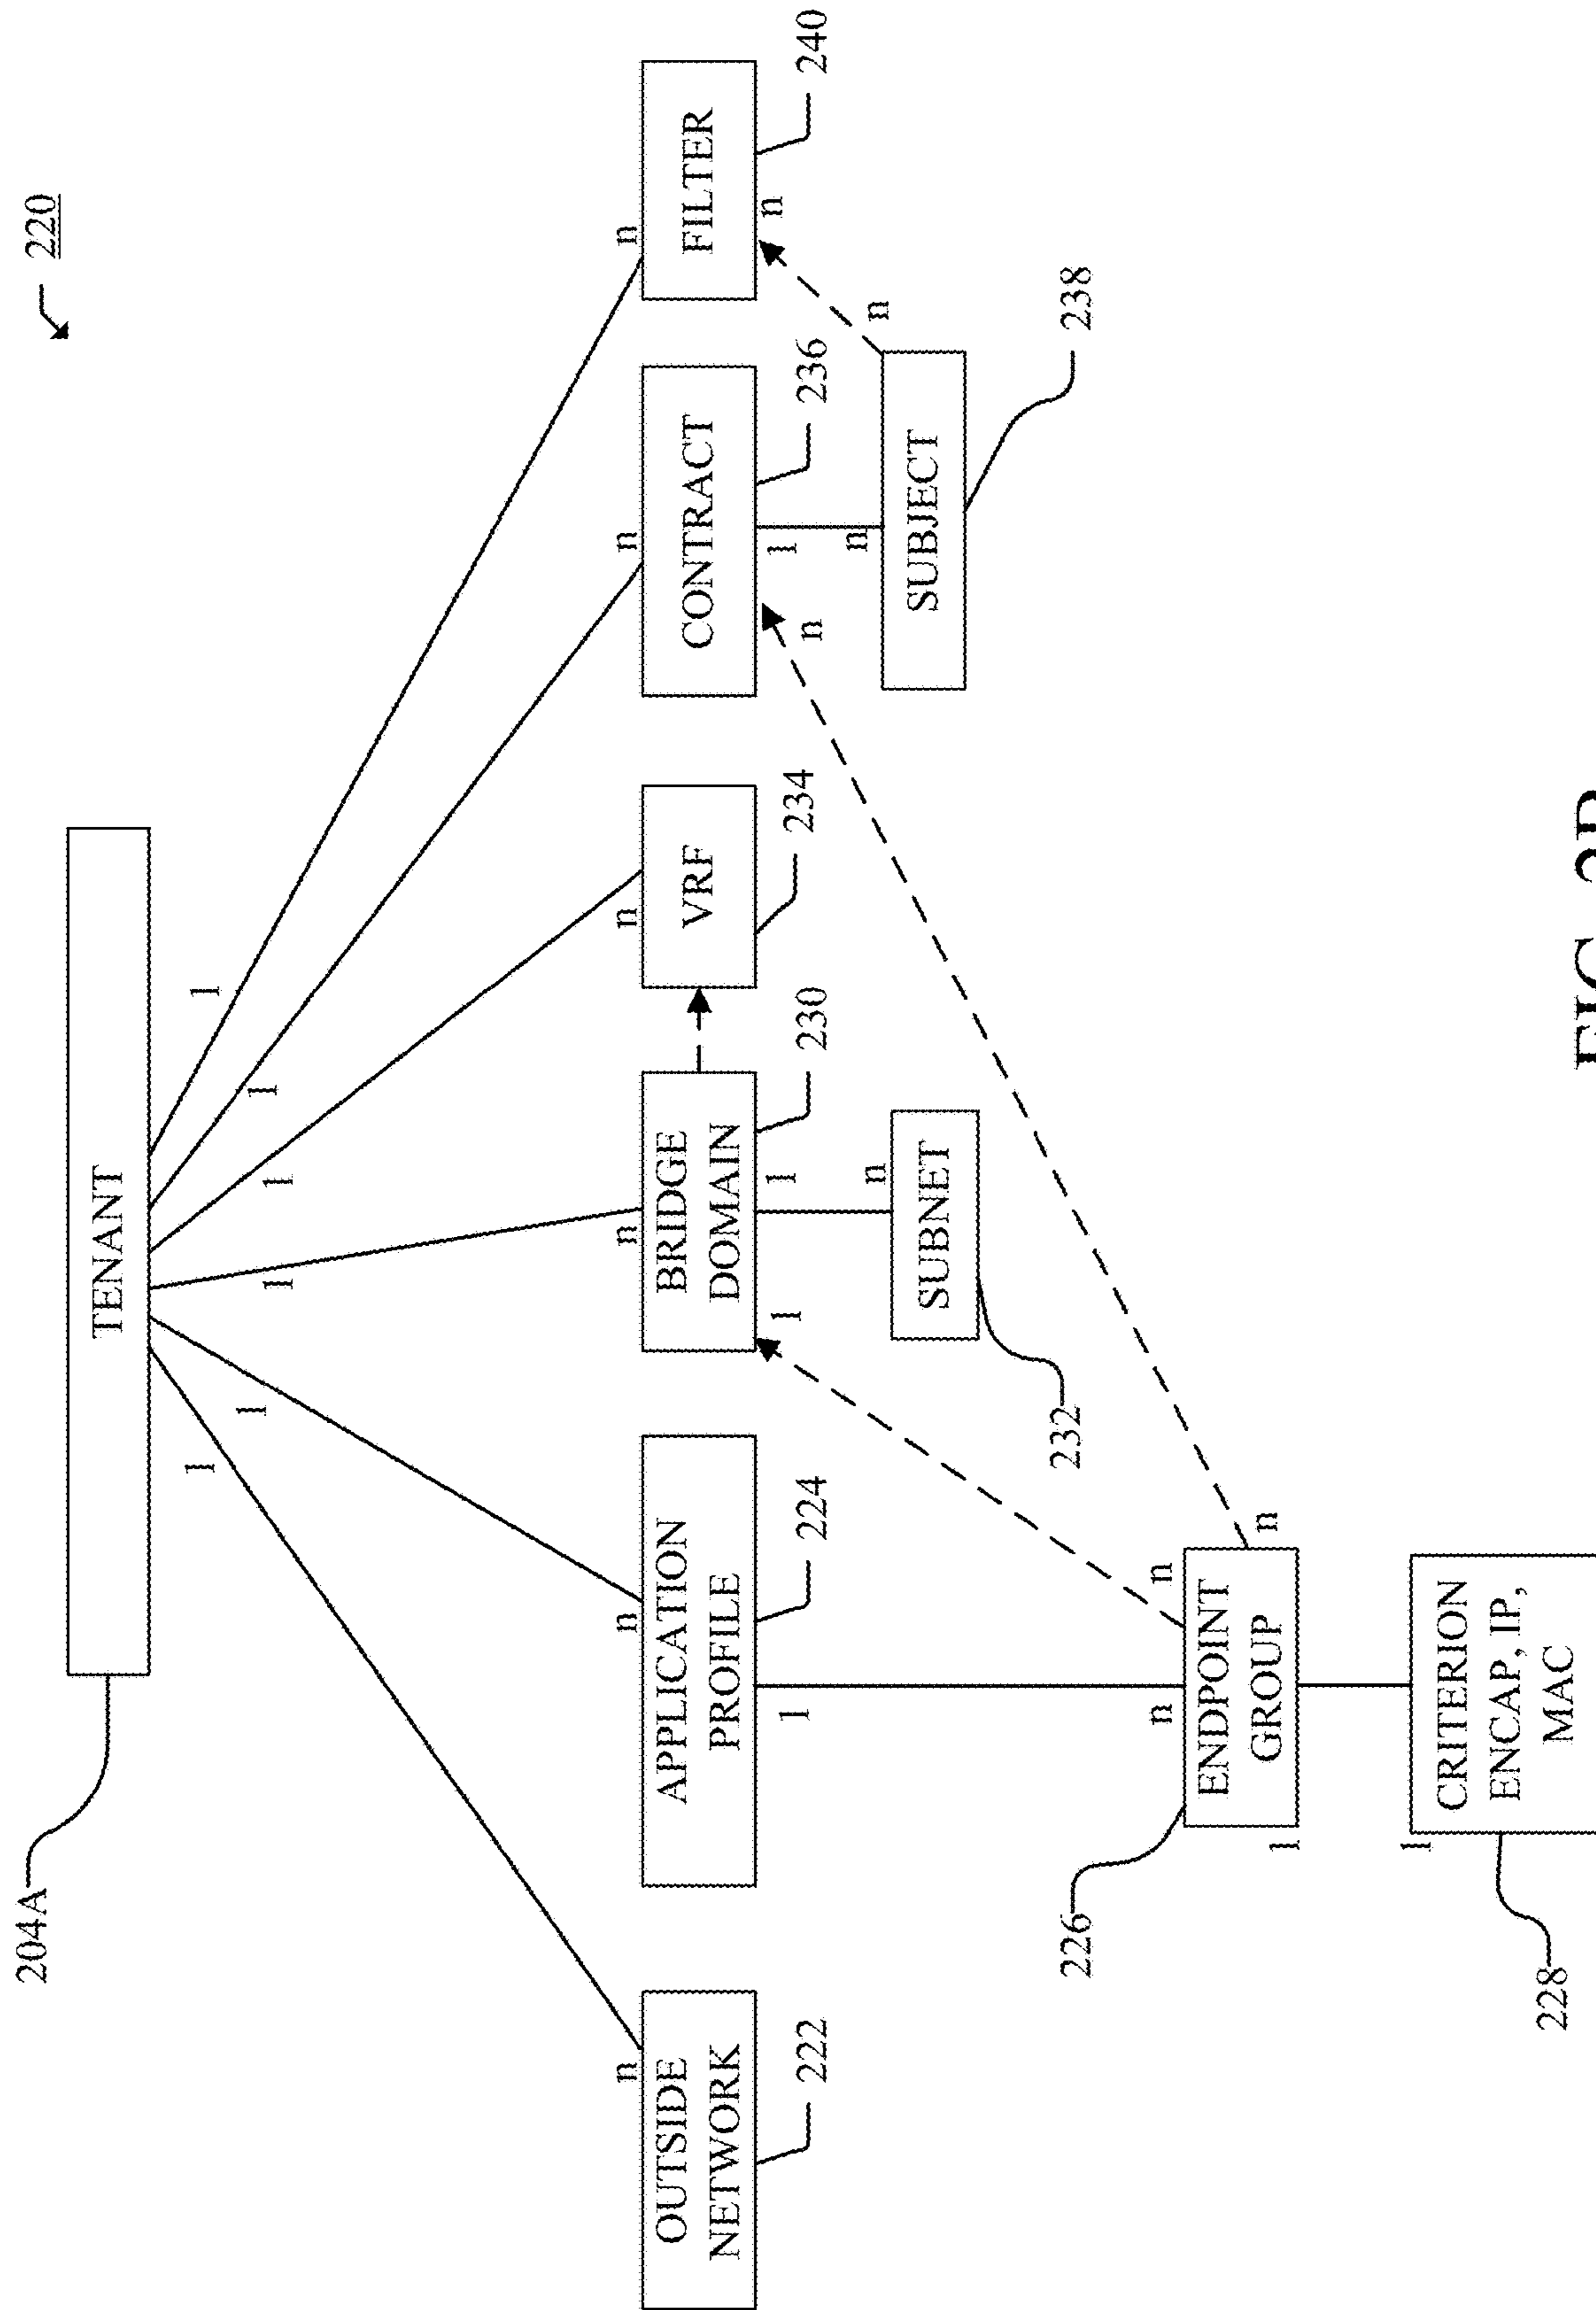 204A
220
TENANT
1
1
1
1
1
1
n
n
n
n
n
n
OUTSIDE
NETWORK
222
APPLICATION
PROFILE
224
BRIDGE
DOMAIN
230
VRF
234
CONTRACT
236
FILTER
240
1
1
1
n
1
n
n
n
n
SUBNET
232
SUBJECT
238
n
n
n
226
ENDPOINT
GROUP
1
1
CRITERION
ENCAP, IP,
MAC
228
FIG